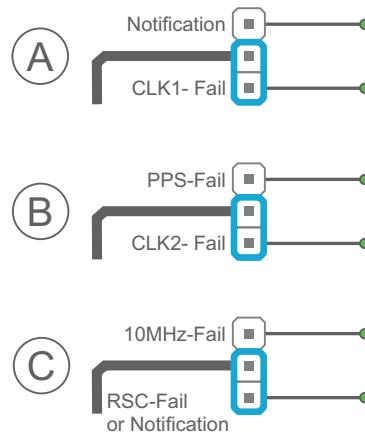 Notification
A
CLK1- Fail
PPS-Fail
B
CLK2- Fail
10MHz-Fail
C
RSC-Fail
or Notification